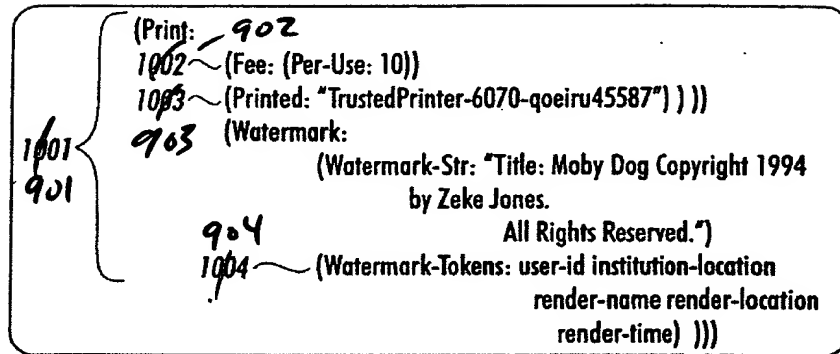 (Print: 902
1002 (Fee: (Per-Use: 10))
1003 (Printed: "TrustedPrinter-6070-qoeiru45587") ) ))
903 (Watermark:
1001
901
(Watermark-Str: "Title: Moby Dog Copyright 1994
by Zeke Jones.
All Rights Reserved.")
904
1004 (Watermark-Tokens: user-id institution-location
render-name render-location
render-time) )))